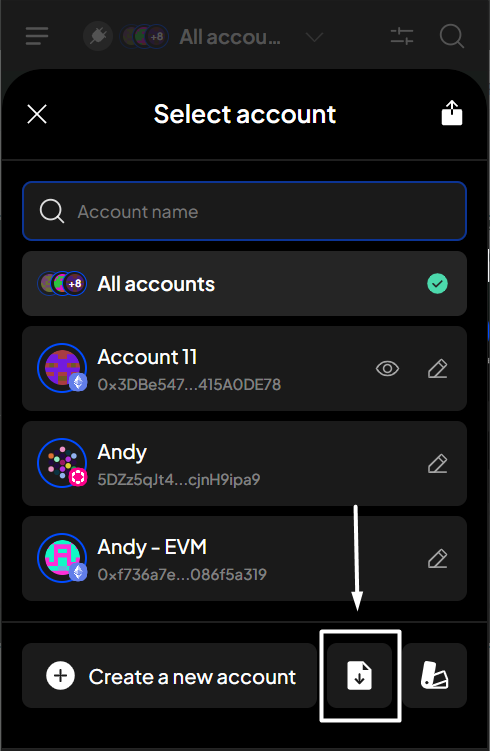 +8 All accou...
Select account
Account name
+8 All accounts
Account 11
0x3DBe547...415A0DE78
Andy
5DZz5qJt4...cjnH9ipa9
Andy - EVM
0xf736a7e...086f5a319
Create a new account